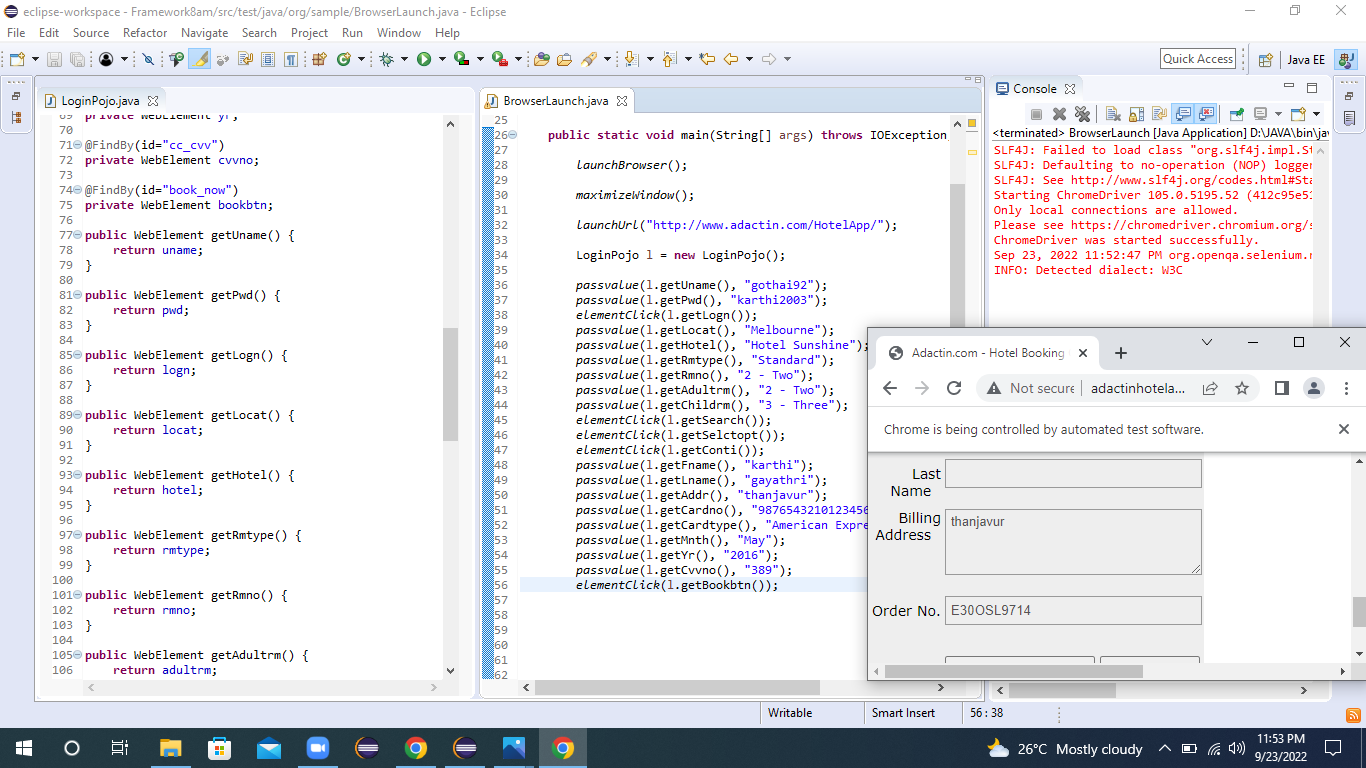 eclipse-workspace - Framework8am/src/test/java/org/sample/BrowserLaunch.java - Eclipse
File Edit Source Refactor Navigate Search Project Run Window Help
Quick Access
Java EE
LoginPojo.java
69 private WebElement yr;
70
71 @FindBy(id="cc_cvv")
72 private WebElement cvvno;
73
74 @FindBy(id="book_now")
75 private WebElement bookbtn;
76
77 public WebElement getUname() {
78 return uname;
79 }
80
81 public WebElement getPwd() {
82 return pwd;
83 }
84
85 public WebElement getLogn() {
86 return logn;
87 }
88
89 public WebElement getLocat() {
90 return locat;
91 }
92
93 public WebElement getHotel() {
94 return hotel;
95 }
96
97 public WebElement getRmtype() {
98 return rmtype;
99 }
100
101 public WebElement getRmno() {
102 return rmno;
103 }
104
105 public WebElement getAdultrm() {
106 return adultrm;
BrowserLaunch.java
25
26 public static void main(String[] args) throws IOException,
27
28 launchBrowser();
29
30 maximizeWindow();
31
32 launchUrl("http://www.adactin.com/HotelApp/");
33
34 LoginPojo l = new LoginPojo();
35
36 passvalue(l.getUname(), "gothai92");
37 passvalue(l.getPwd(), "karthi2003");
38 elementClick(l.getLogn());
39 passvalue(l.getLocat(), "Melbourne");
40 passvalue(l.getHotel(), "Hotel Sunshine");
41 passvalue(l.getRmtype(), "Standard");
42 passvalue(l.getRmno(), "2 - Two");
43 passvalue(l.getAdultrm(), "2 - Two");
44 passvalue(l.getChildrm(), "3 - Three");
45 elementClick(l.getSearch());
46 elementClick(l.getSelctopt());
47 elementClick(l.getConti());
48 passvalue(l.getFname(), "karthi");
49 passvalue(l.getLname(), "gayathri");
50 passvalue(l.getAddr(), "thanjavur");
51 passvalue(l.getCardno(), "9876543210123456
52 passvalue(l.getCardtype(), "American Expre
53 passvalue(l.getMnth(), "May");
54 passvalue(l.getYr(), "2016");
55 passvalue(l.getCvvno(), "389");
56 elementClick(l.getBookbtn());
57
58
59
60
61
62
Console
<terminated> BrowserLaunch [Java Application] D:\JAVA\bin\jav
SLF4J: Failed to load class "org.slf4j.impl.St
SLF4J: Defaulting to no-operation (NOP) logger
SLF4J: See http://www.slf4j.org/codes.html#Sta
Starting ChromeDriver 105.0.5195.52 (412c95e51
Only local connections are allowed.
Please see https://chromedriver.chromium.org/s
ChromeDriver was started successfully.
Sep 23, 2022 11:52:47 PM org.openqa.selenium.r
INFO: Detected dialect: W3C
Adactin.com - Hotel Booking
Not secure adactinhotela...
Chrome is being controlled by automated test software.
Last
Name
Billing
Address
thanjavur
Order No. E30OSL9714
Writable Smart Insert 56 : 38
26°C Mostly cloudy
11:53 PM
9/23/2022